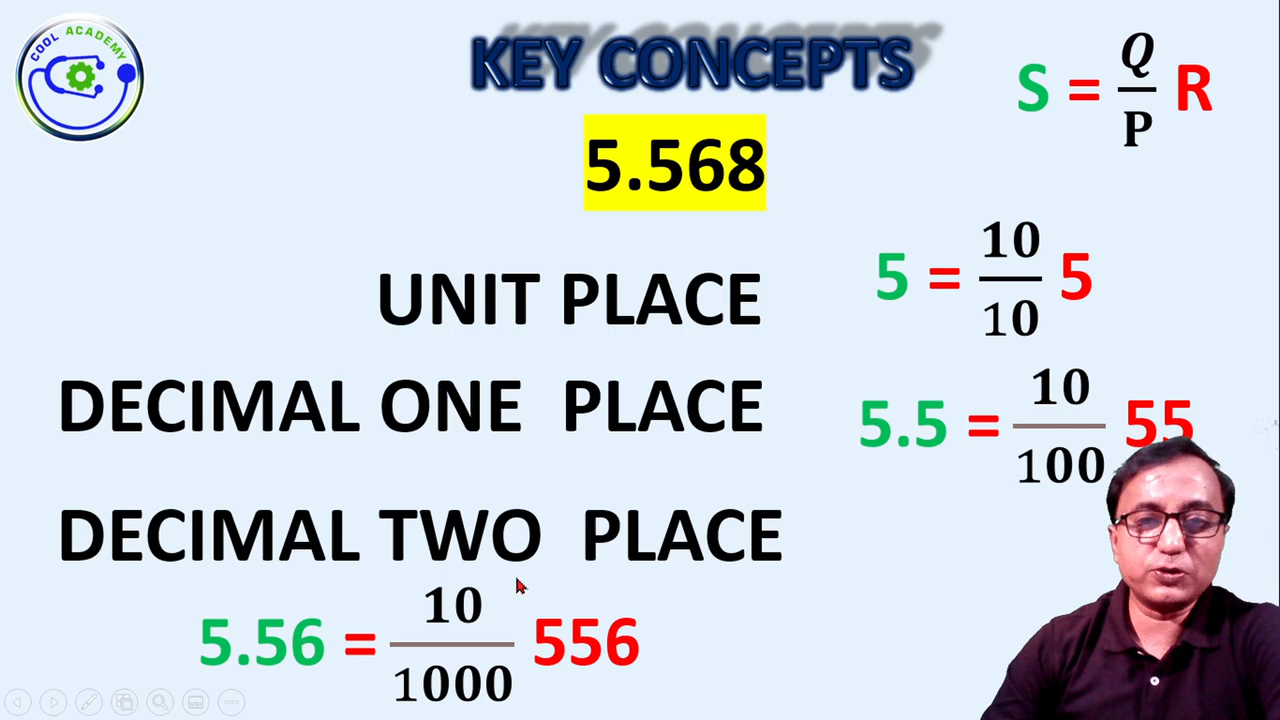 COOL ACADEMY
KEY CONCEPTS
S = Q/P R
5.568
UNIT PLACE
5 = 10/10 5
DECIMAL ONE PLACE
5.5 = 10/100 55
DECIMAL TWO PLACE
5.56 = 10/1000 556